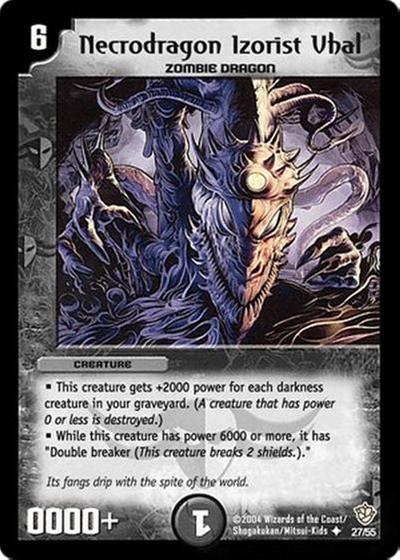 6 Necrodragon Izorist Vhal
ZOMBIE DRAGON
CREATURE
▪ This creature gets +2000 power for each darkness
creature in your graveyard. (A creature that has power
0 or less is destroyed.)
▪ While this creature has power 6000 or more, it has
"Double breaker (This creature breaks 2 shields.)."
Its fangs drip with the spite of the world.
0000+
1
©2004 Wizards of the Coast/
Shogakukan/Mitsui-Kids ✦ 27/55